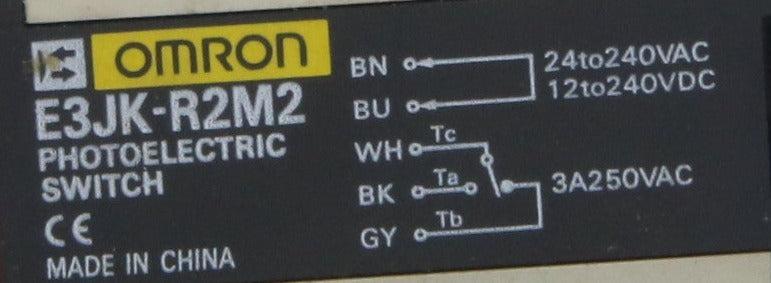 OMRON
E3JK-R2M2
PHOTOELECTRIC
SWITCH
CE
MADE IN CHINA
BN 24to240VAC
BU 12to240VDC
WH Tc
BK Ta 3A250VAC
GY Tb